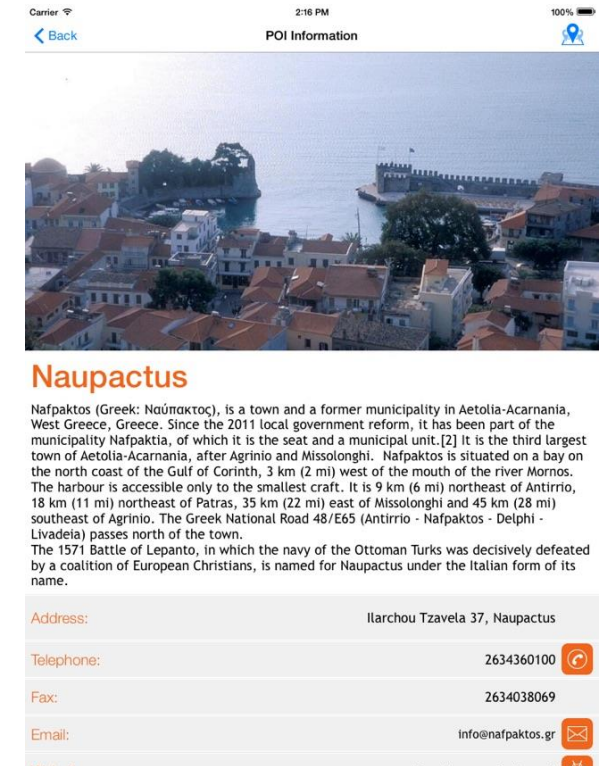 Carrier 2:16 PM 100%
Back POI Information
Naupactus
Nafpaktos (Greek: Ναύπακτος), is a town and a former municipality in Aetolia-Acarnania,
West Greece, Greece. Since the 2011 local government reform, it has been part of the
municipality Nafpaktia, of which it is the seat and a municipal unit.[2] It is the third largest
town of Aetolia-Acarnania, after Agrinio and Missolonghi. Nafpaktos is situated on a bay on
the north coast of the Gulf of Corinth, 3 km (2 mi) west of the mouth of the river Mornos.
The harbour is accessible only to the smallest craft. It is 9 km (6 mi) northeast of Antirrio,
18 km (11 mi) northeast of Patras, 35 km (22 mi) east of Missolonghi and 45 km (28 mi)
southeast of Agrinio. The Greek National Road 48/E65 (Antirrio - Nafpaktos - Delphi -
Livadeia) passes north of the town.
The 1571 Battle of Lepanto, in which the navy of the Ottoman Turks was decisively defeated
by a coalition of European Christians, is named for Naupactus under the Italian form of its
name.
Address: Ilarchou Tzavela 37, Naupactus
Telephone: 2634360100
Fax: 2634038069
Email: info@nafpaktos.gr